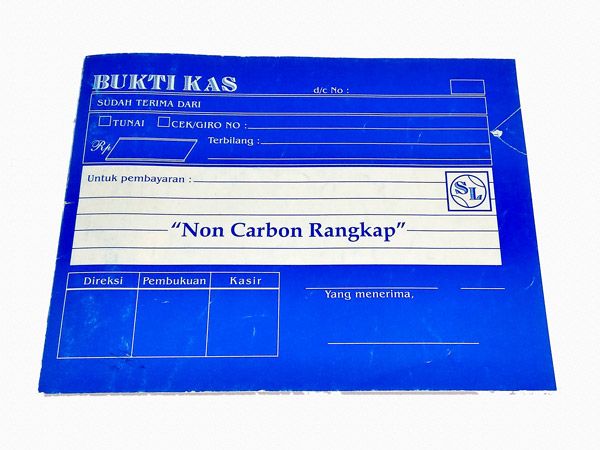 BUKTI KAS
d/c No :
SUDAH TERIMA DARI
TUNAI
CEK/GIRO NO :
Rp
Terbilang :
Untuk pembayaran :
SL
“Non Carbon Rangkap”
Direksi
Pembukuan
Kasir
Yang menerima,